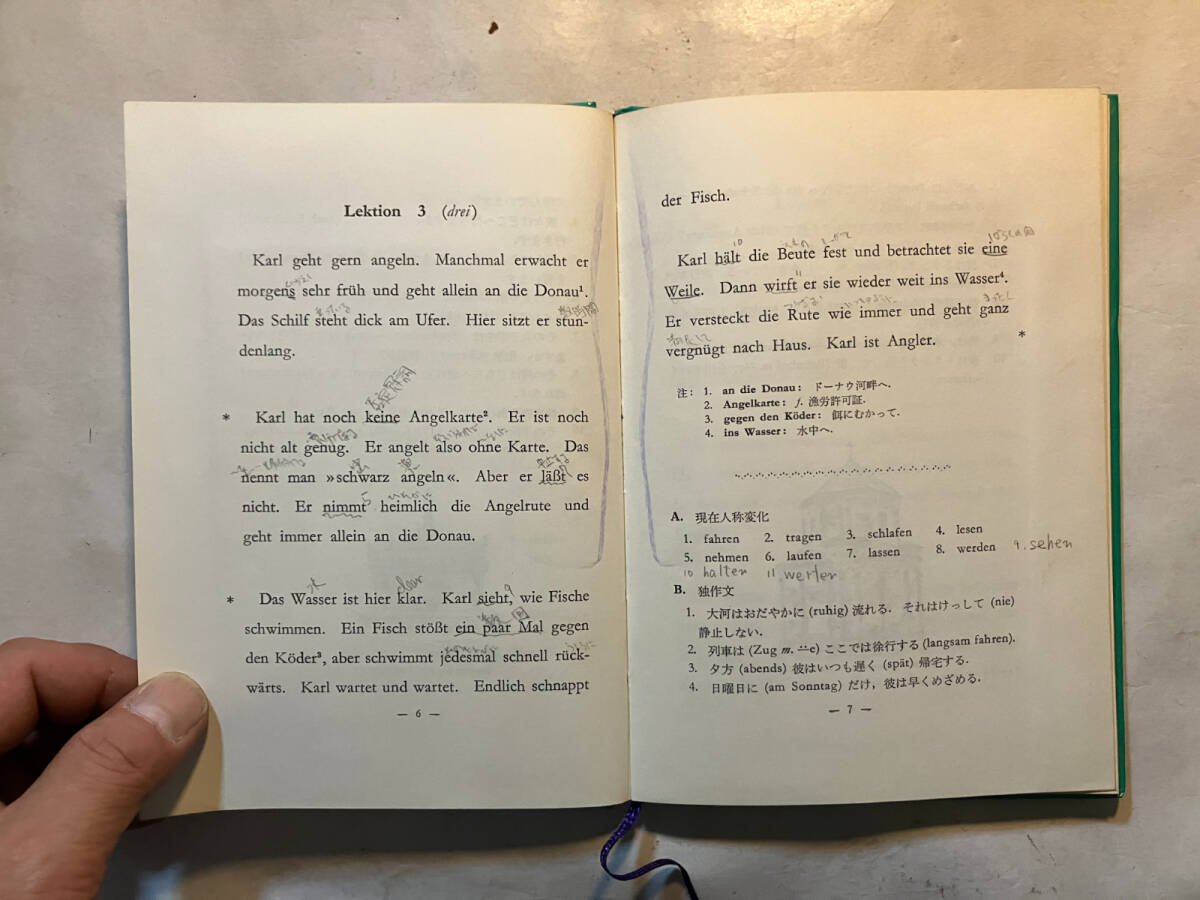 Lektion 3 (drei)
Karl geht gern angeln. Manchmal erwacht er
morgens sehr früh und geht allein an die Donau¹.
Das Schilf steht dick am Ufer. Hier sitzt er stun-
denlang.
不定冠詞
* Karl hat noch keine Angelkarte². Er ist noch
nicht alt genug. Er angelt also ohne Karte. Das
nennt man »schwarz angeln«. Aber er läßt es
nicht. Er nimmt heimlich die Angelrute und
geht immer allein an die Donau.
水 clear 9
* Das Wasser ist hier klar. Karl sieht, wie Fische
schwimmen. Ein Fisch stößt ein paar Mal gegen
den Köder³, aber schwimmt jedesmal schnell rück-
wärts. Karl wartet und wartet. Endlich schnappt
— 6 —
der Fisch.
10
Karl hält die Beute fest und betrachtet sie eine
11
Weile. Dann wirft er sie wieder weit ins Wasser⁴.
Er versteckt die Rute wie immer und geht ganz
vergnügt nach Haus. Karl ist Angler. *
注: 1. an die Donau: ドーナウ河畔へ.
2. Angelkarte: f.漁労許可証.
3. gegen den Köder:餌にむかって.
4. ins Wasser: 水中へ.
A. 現在人称変化
1. fahren 2. tragen 3. schlafen 4. lesen
5. nehmen 6. laufen 7. lassen 8. werden 9. sehen
10 halten 11 werfen
B. 独作文
1. 大河はおだやかに (ruhig) 流れる. それはけっして (nie)
静止しない.
2. 列車は (Zug m. ⸚e) ここでは徐行する (langsam fahren).
3. 夕方 (abends) 彼はいつも遅く (spät) 帰宅する.
4. 日曜日に (am Sonntag) だけ, 彼は早くめざめる.
— 7 —